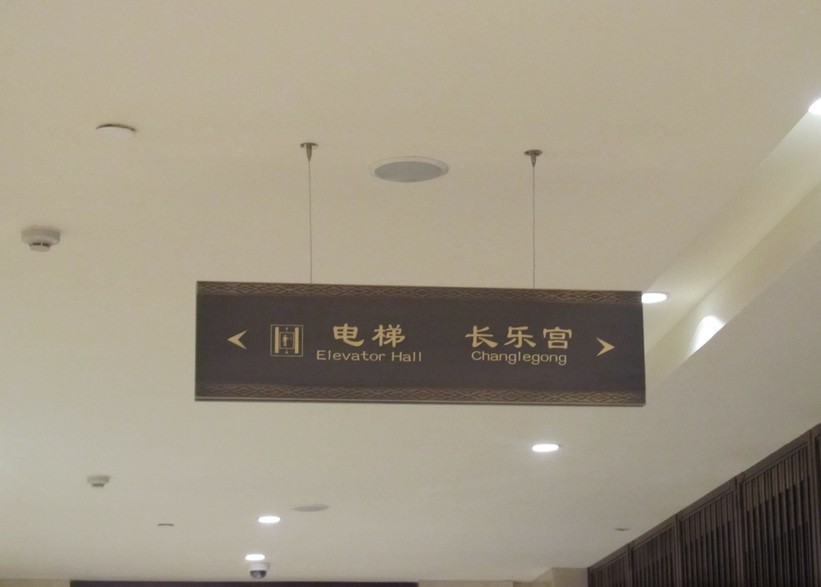 电梯
Elevator Hall
长乐宫
Changlegong